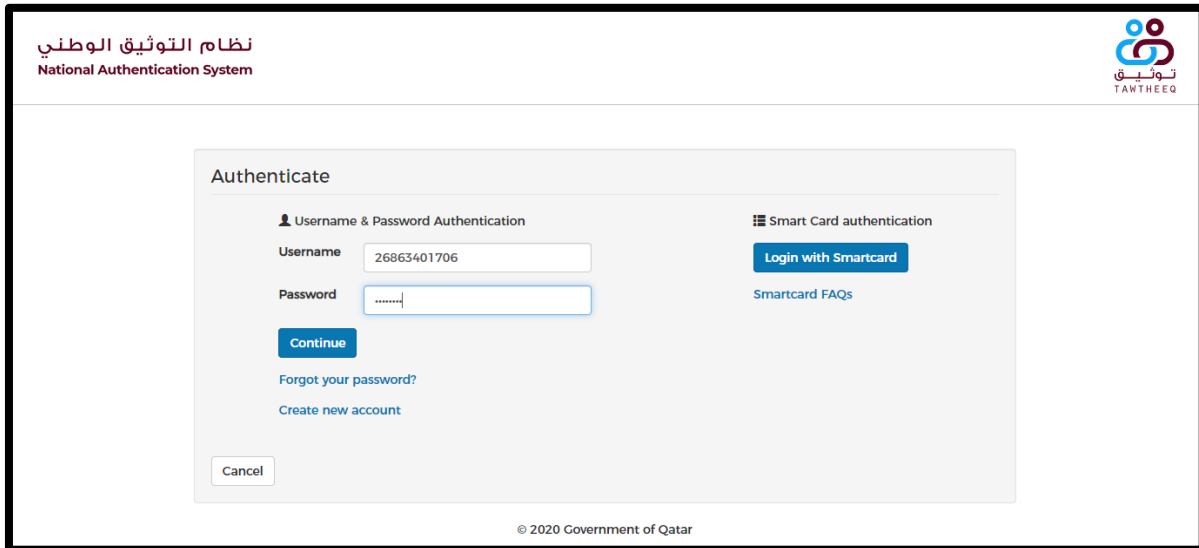 نظام التوثيق الوطني
National Authentication System
توثيق
TAWTHEEQ
Authenticate
Username & Password Authentication
Username
26863401706
Password
........
Continue
Forgot your password?
Create new account
Smart Card authentication
Login with Smartcard
Smartcard FAQs
Cancel
© 2020 Government of Qatar